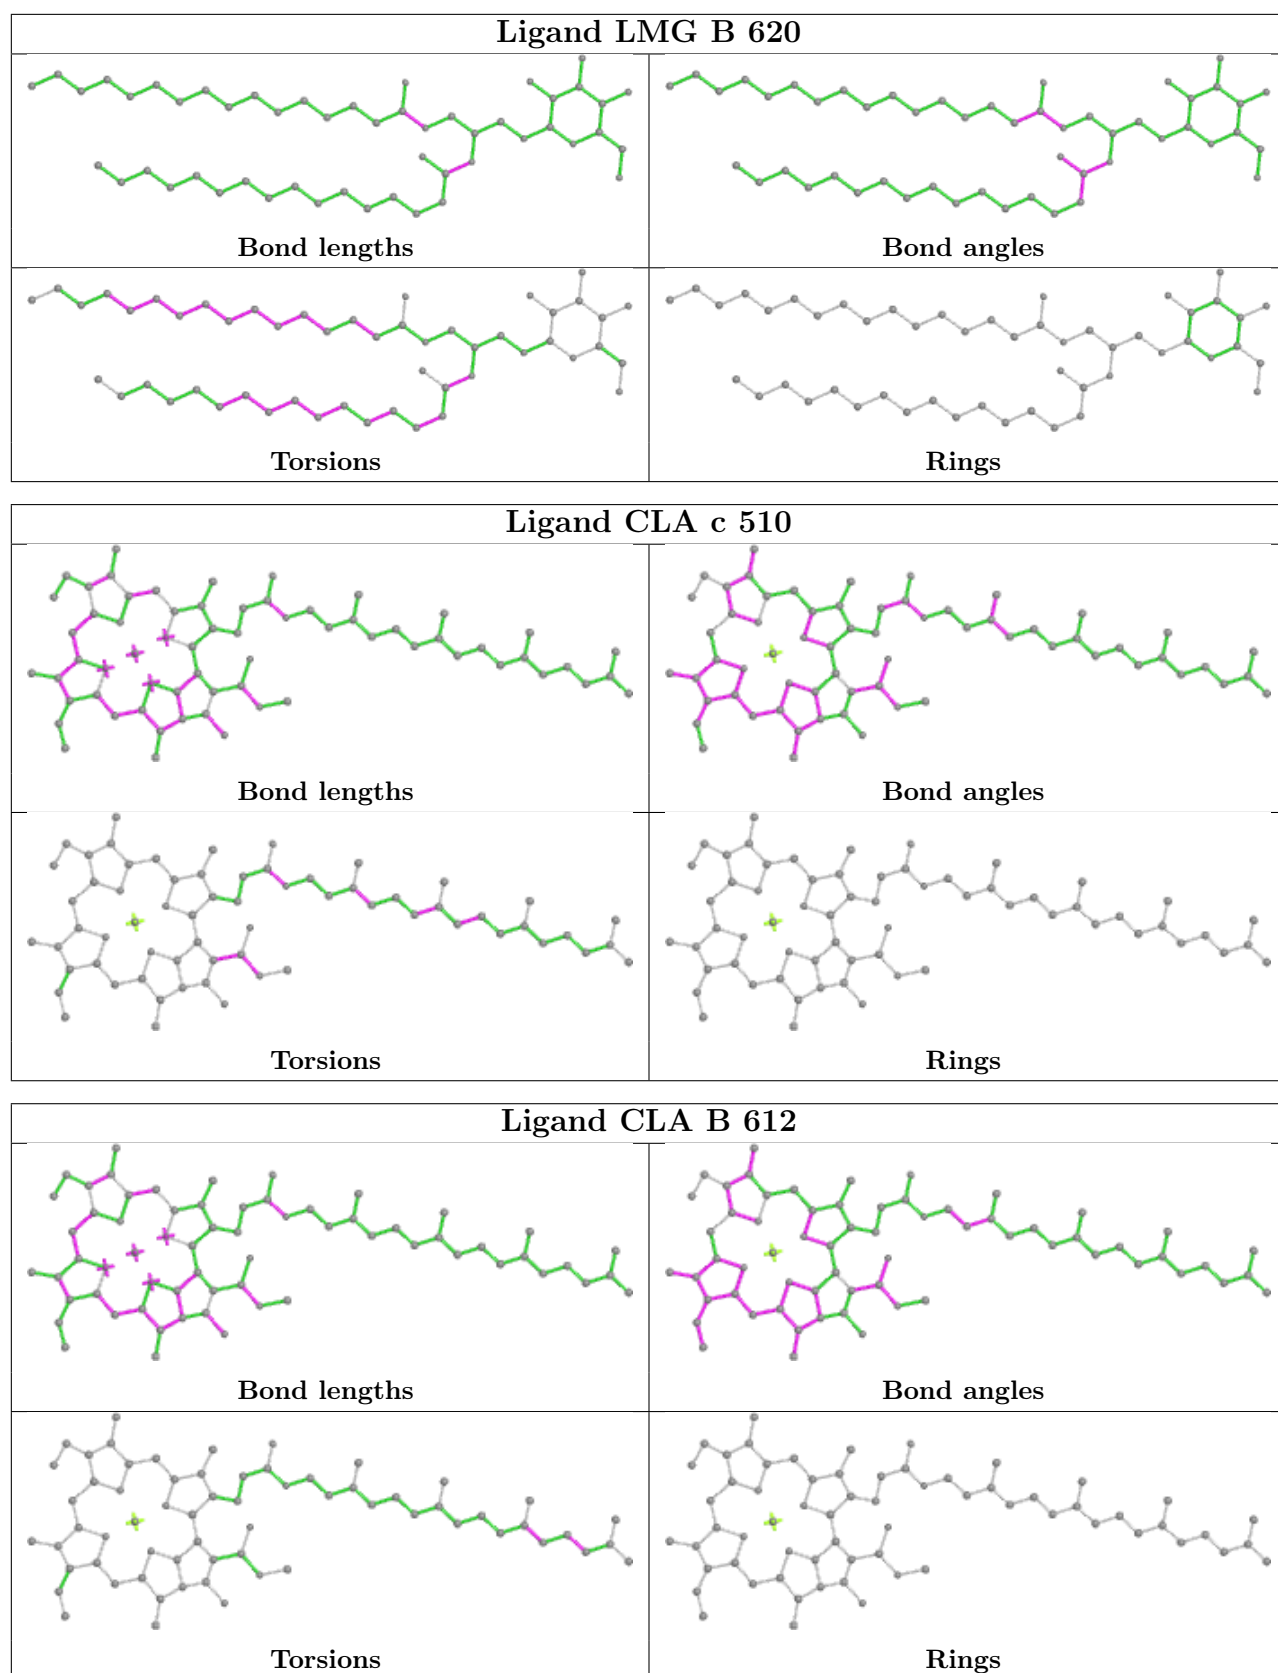 Ligand LMG B 620
Bond lengths
Bond angles
Torsions
Rings
Ligand CLA c 510
Bond lengths
Bond angles
Torsions
Rings
Ligand CLA B 612
Bond lengths
Bond angles
Torsions
Rings